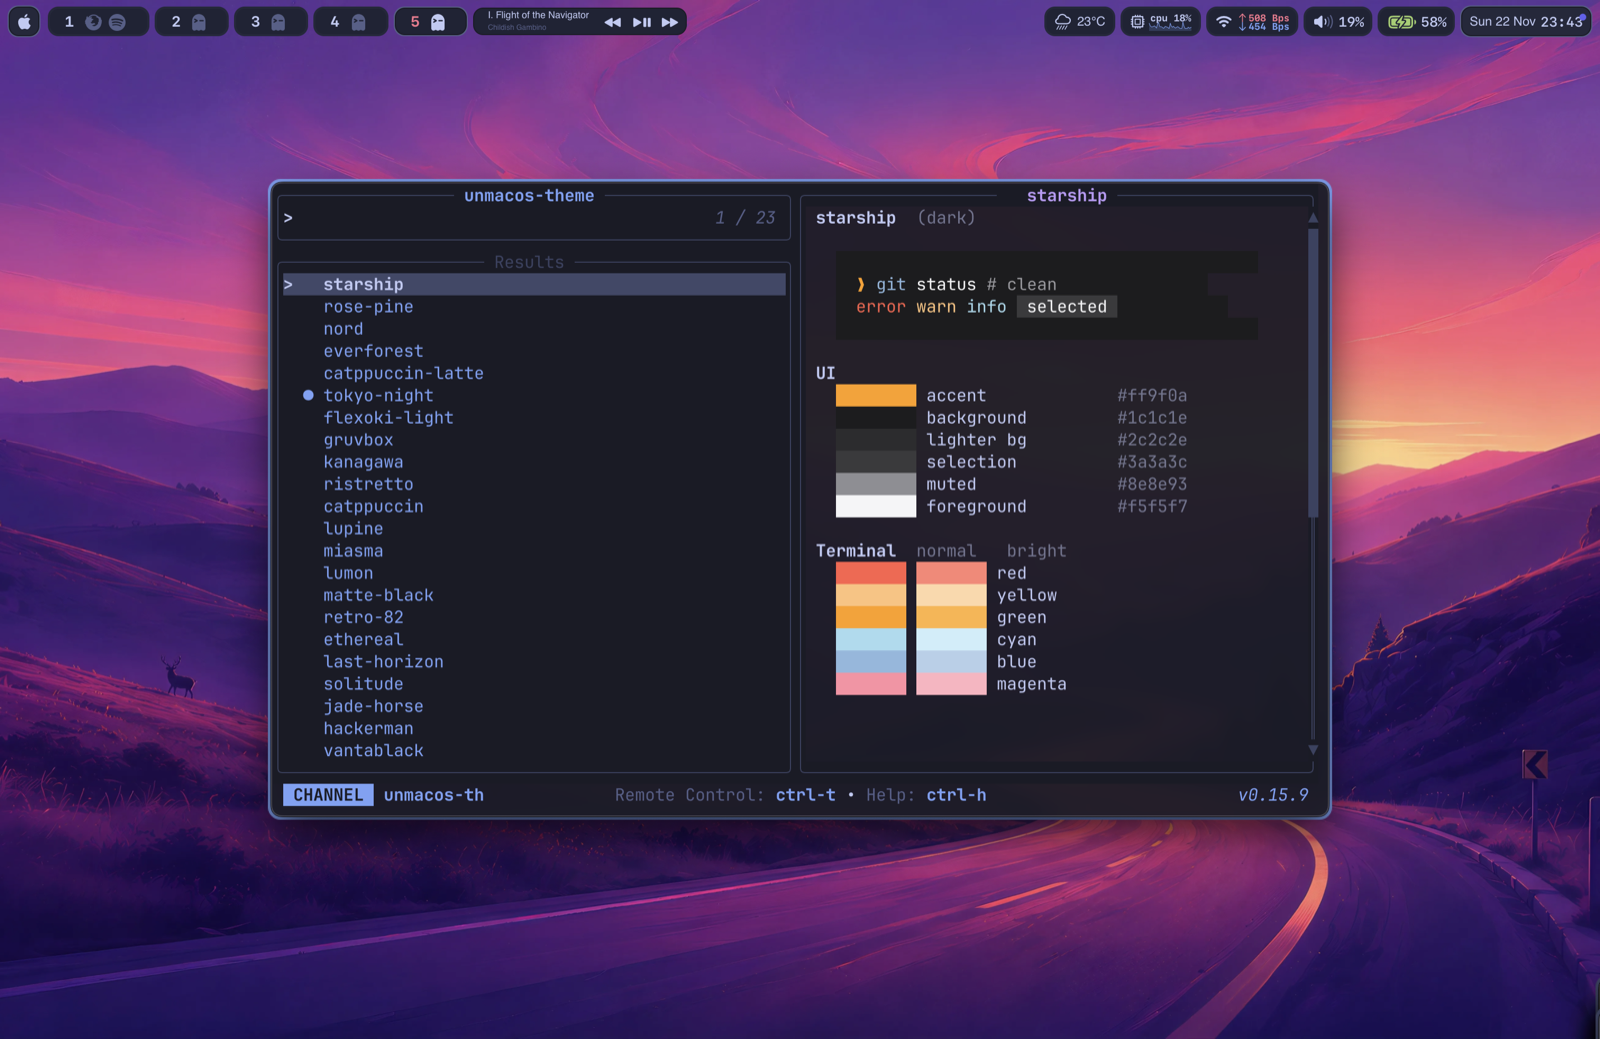 1 2 3 4 5 I. Flight of the Navigator
Childish Gambino
23°C cpu 18% 508 Bps 454 Bps 19% 58% Sun 22 Nov 23:43
unmacos-theme
> 1 / 23
Results
> starship
rose-pine
nord
everforest
catppuccin-latte
tokyo-night
flexoki-light
gruvbox
kanagawa
ristretto
catppuccin
lupine
miasma
lumon
matte-black
retro-82
ethereal
last-horizon
solitude
jade-horse
hackerman
vantablack
starship
starship (dark)
❯ git status # clean
error warn info selected
UI
accent #ff9f0a
background #1c1c1e
lighter bg #2c2c2e
selection #3a3a3c
muted #8e8e93
foreground #f5f5f7
Terminal normal bright
red
yellow
green
cyan
blue
magenta
CHANNEL unmacos-th Remote Control: ctrl-t • Help: ctrl-h v0.15.9